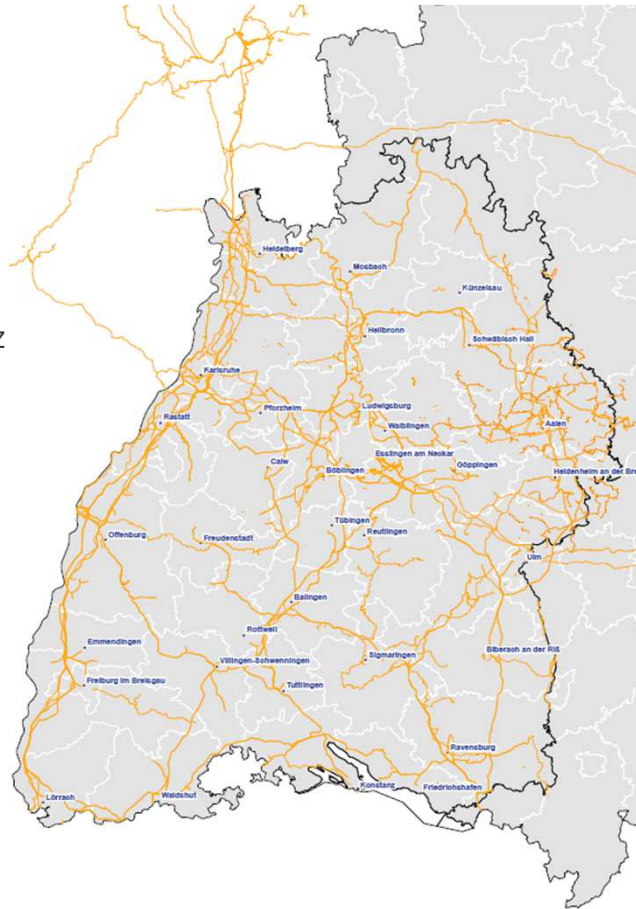 Heidelberg
Mosbach
Künzelsau
z
Heilbronn
Schwäbisch Hall
Karlsruhe
Ludwigsburg
Rastatt
Pforzheim
Waiblingen
Aalen
Esslingen am Neckar
Calw
Böblingen
Göppingen
Heidenheim an der Bre
Tübingen
Offenburg
Freudenstadt
Reutlingen
Ulm
Balingen
Rottweil
Emmendingen
Biberach an der Riß
Sigmaringen
Villingen-Schwenningen
Freiburg im Breisgau
Tuttlingen
Ravensburg
Konstanz
Friedrichshafen
Waldshut
Lörrach